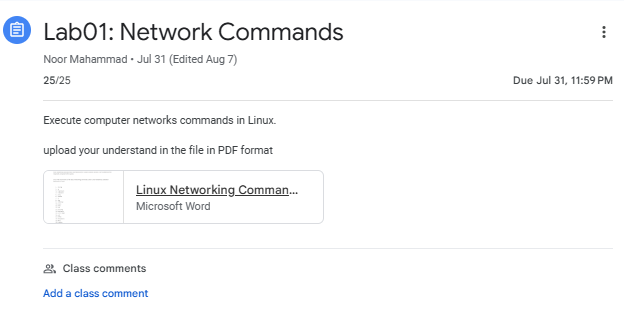 Lab01: Network Commands
Noor Mahammad • Jul 31 (Edited Aug 7)
25/25
Due Jul 31, 11:59 PM
Execute computer networks commands in Linux.
upload your understand in the file in PDF format
Linux Networking Comman...
Microsoft Word
Class comments
Add a class comment